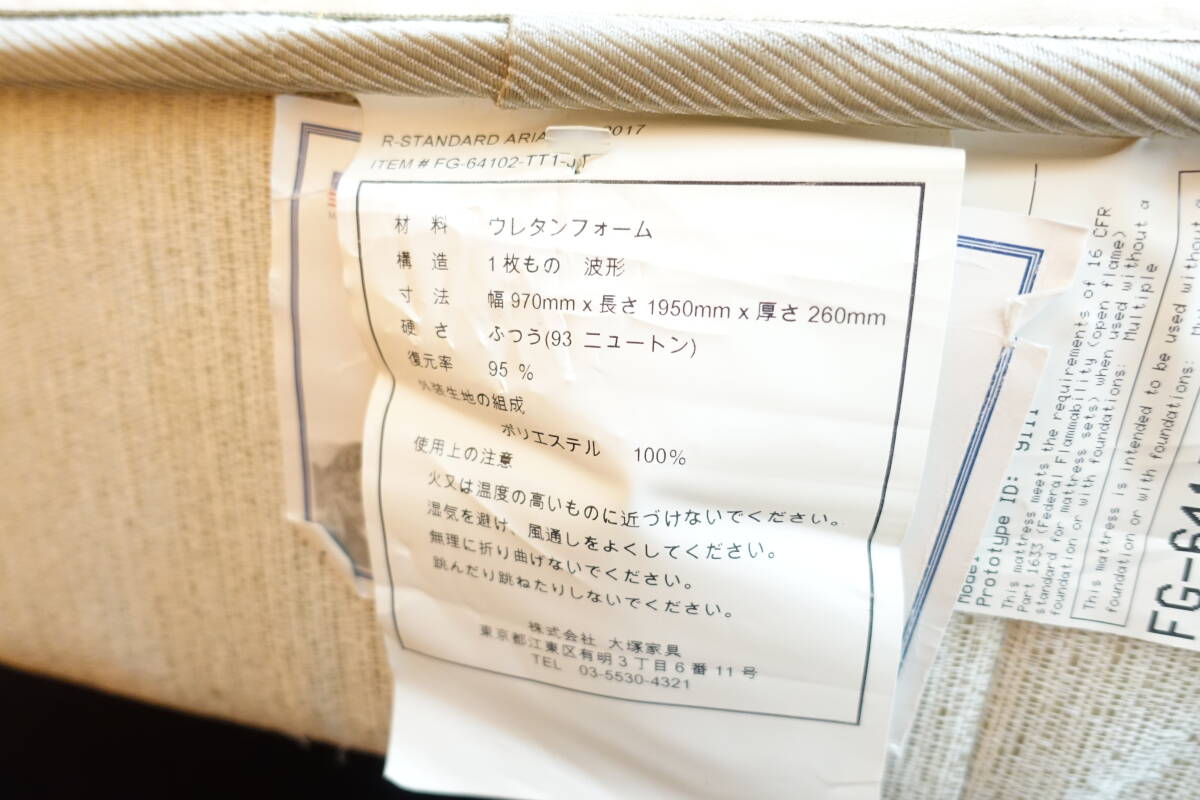 R-STANDARD ARIA 2017
ITEM # FG-64102-TT1-
材 料 ウレタンフォーム
構 造 1枚もの 波形
寸 法 幅 970mm x 長さ 1950mm x 厚さ 260mm
硬 さ ふつう(93 ニュートン)
復元率 95 %
外装生地の組成
ポリエステル 100%
使用上の注意
火又は温度の高いものに近づけないでください。
湿気を避け、風通しをよくしてください。
無理に折り曲げないでください。
跳んだり跳ねたりしないでください。
株式会社 大塚家具
東京都江東区有明3丁目6番11号
TEL 03-5530-4321
Model
Prototype ID: 9111
This mattress meets the requirements of 16 CFR
Part 1633 (Federal Flammability (open flame)
standard for mattress sets) when used without a
foundation or with foundations: Multiple
This mattress is intended to be used without a
foundation or with foundations:
FG-641